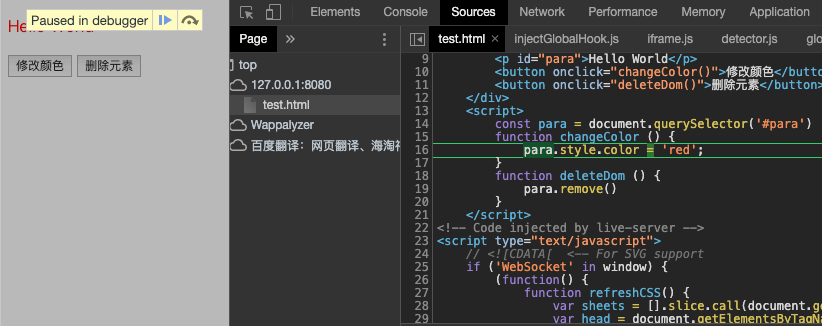 Paused in debugger
Hello World
修改颜色 删除元素
Elements Console Sources Network Performance Memory Application
Page »
test.html × injectGlobalHook.js iframe.js detector.js glo
top
127.0.0.1:8080
test.html
Wappalyzer
百度翻译：网页翻译、海淘
9 <p id="para">Hello World</p>
10 <button onclick="changeColor()">修改颜色</but
11 <button onclick="deleteDom()">删除元素</button>
12 </div>
13 <script>
14 const para = document.querySelector('#para')
15 function changeColor () {
16 para.style.color = 'red';
17 }
18 function deleteDom () {
19 para.remove()
20 }
21 </script>
22 <!-- Code injected by live-server -->
23 <script type="text/javascript">
24 // <![CDATA[ <-- For SVG support
25 if ('WebSocket' in window) {
26 (function() {
27 function refreshCSS() {
28 var sheets = [].slice.call(document.ge
29 var head = document.getElementsByTagNa